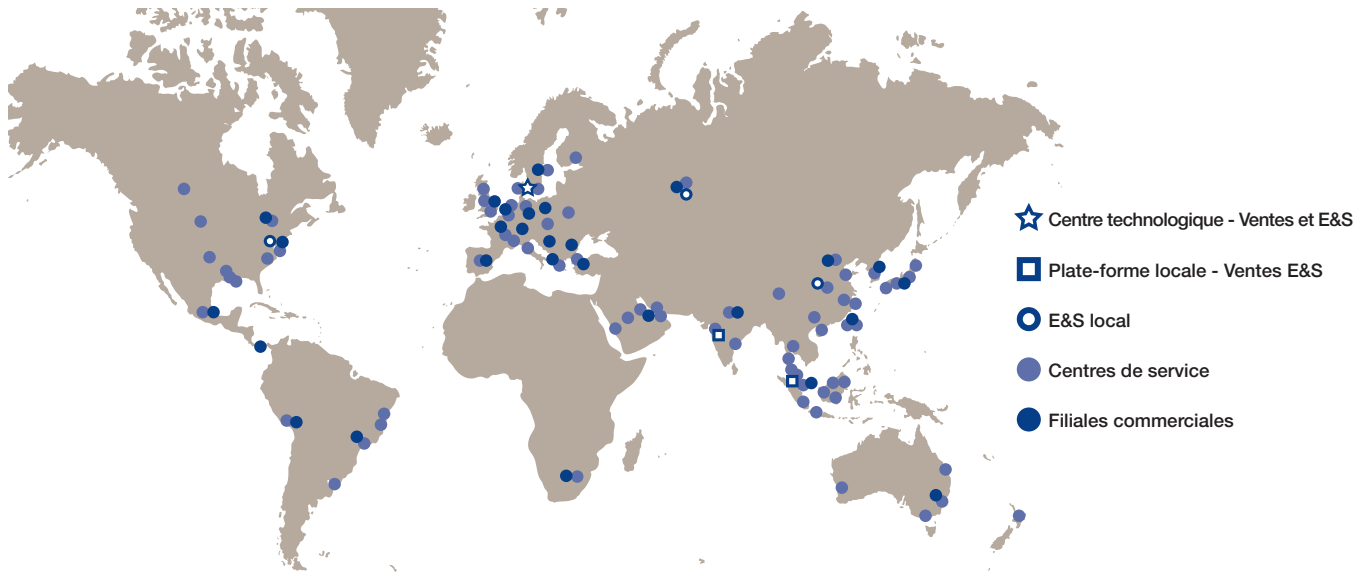 Centre technologique - Ventes et E&S
Plate-forme locale - Ventes E&S
E&S local
Centres de service
Filiales commerciales